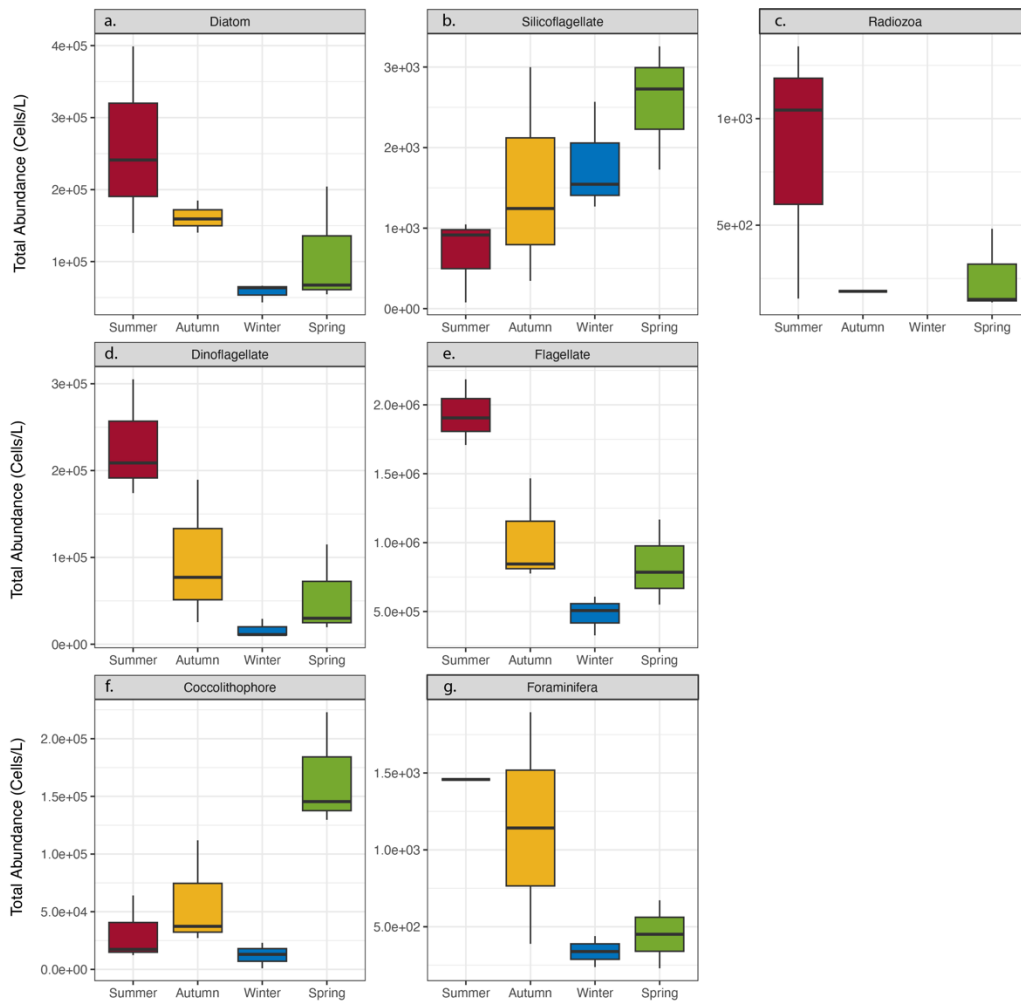 a. Diatom
b. Silicoflagellate
c. Radiozoa
Total Abundance (Cells/L)
4e+05
3e+05
2e+05
1e+05
3e+03
2e+03
1e+03
0e+00
1e+03
5e+02
Summer Autumn Winter Spring
Summer Autumn Winter Spring
Summer Autumn Winter Spring
d. Dinoflagellate
e. Flagellate
Total Abundance (Cells/L)
3e+05
2e+05
1e+05
0e+00
2.0e+06
1.5e+06
1.0e+06
5.0e+05
Summer Autumn Winter Spring
Summer Autumn Winter Spring
f. Coccolithophore
g. Foraminifera
Total Abundance (Cells/L)
2.0e+05
1.5e+05
1.0e+05
5.0e+04
0.0e+00
1.5e+03
1.0e+03
5.0e+02
Summer Autumn Winter Spring
Summer Autumn Winter Spring